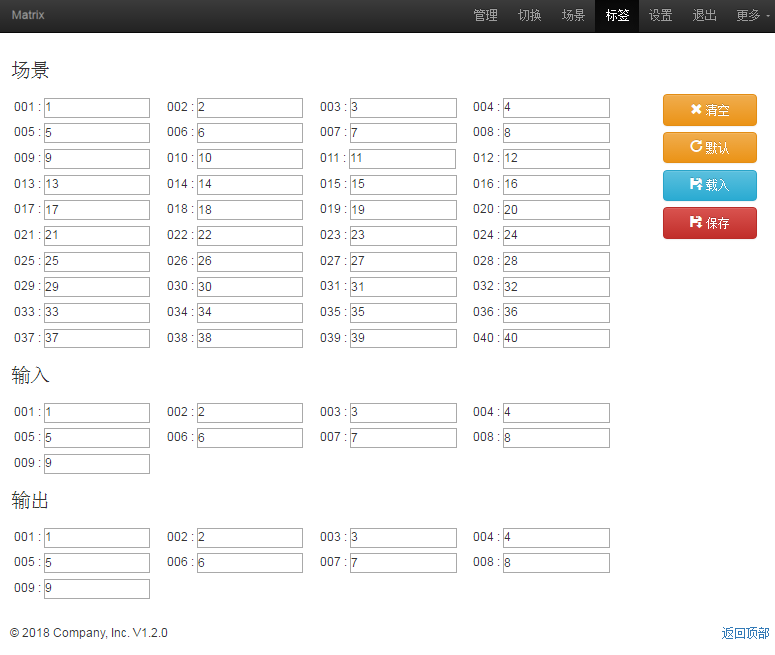 Matrix 管理 切换 场景 标签 设置 退出 更多
场景
001 : 1 002 : 2 003 : 3 004 : 4 清空
005 : 5 006 : 6 007 : 7 008 : 8 默认
009 : 9 010 : 10 011 : 11 012 : 12
013 : 13 014 : 14 015 : 15 016 : 16 载入
017 : 17 018 : 18 019 : 19 020 : 20 保存
021 : 21 022 : 22 023 : 23 024 : 24
025 : 25 026 : 26 027 : 27 028 : 28
029 : 29 030 : 30 031 : 31 032 : 32
033 : 33 034 : 34 035 : 35 036 : 36
037 : 37 038 : 38 039 : 39 040 : 40
输入
001 : 1 002 : 2 003 : 3 004 : 4
005 : 5 006 : 6 007 : 7 008 : 8
009 : 9
输出
001 : 1 002 : 2 003 : 3 004 : 4
005 : 5 006 : 6 007 : 7 008 : 8
009 : 9
© 2018 Company, Inc. V1.2.0 返回顶部